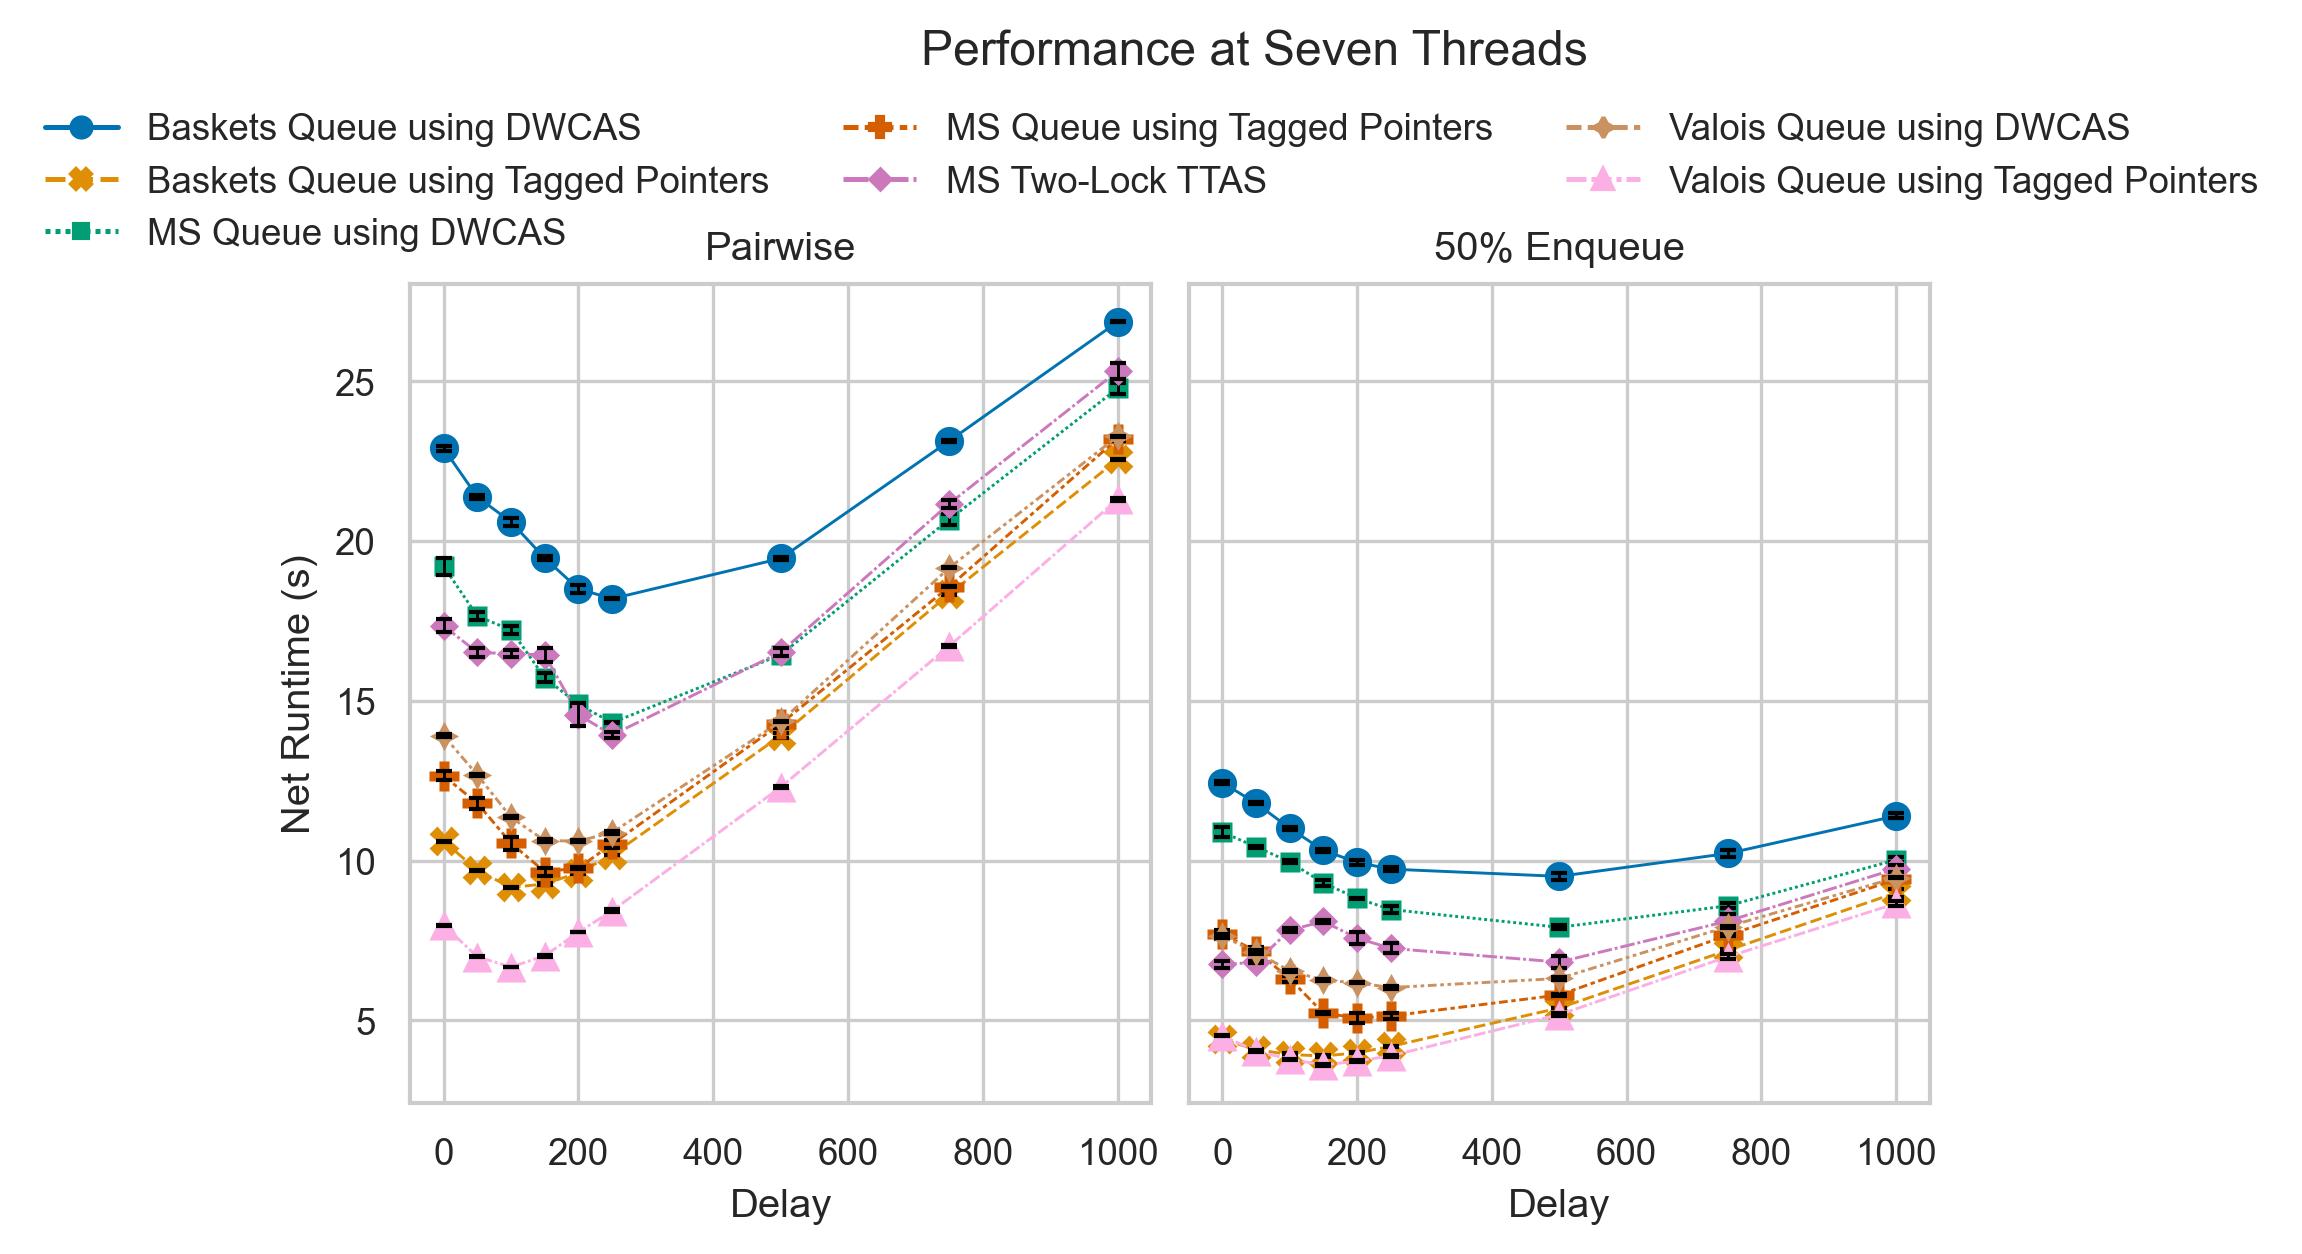 Performance at Seven Threads
Baskets Queue using DWCAS
Baskets Queue using Tagged Pointers
MS Queue using DWCAS
MS Queue using Tagged Pointers
MS Two-Lock TTAS
Valois Queue using DWCAS
Valois Queue using Tagged Pointers
Pairwise
50% Enqueue
Net Runtime (s)
25
20
15
10
5
0 200 400 600 800 1000
0 200 400 600 800 1000
Delay
Delay